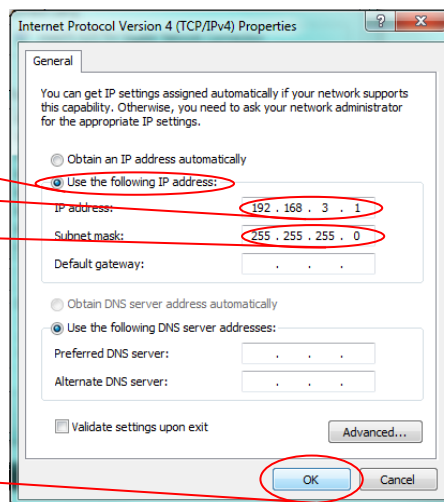 Internet Protocol Version 4 (TCP/IPv4) Properties
General
You can get IP settings assigned automatically if your network supports
this capability. Otherwise, you need to ask your network administrator
for the appropriate IP settings.
Obtain an IP address automatically
Use the following IP address:
IP address: 192 . 168 . 3 . 1
Subnet mask: 255 . 255 . 255 . 0
Default gateway: . . .
Obtain DNS server address automatically
Use the following DNS server addresses:
Preferred DNS server: . . .
Alternate DNS server: . . .
Validate settings upon exit
Advanced...
OK Cancel